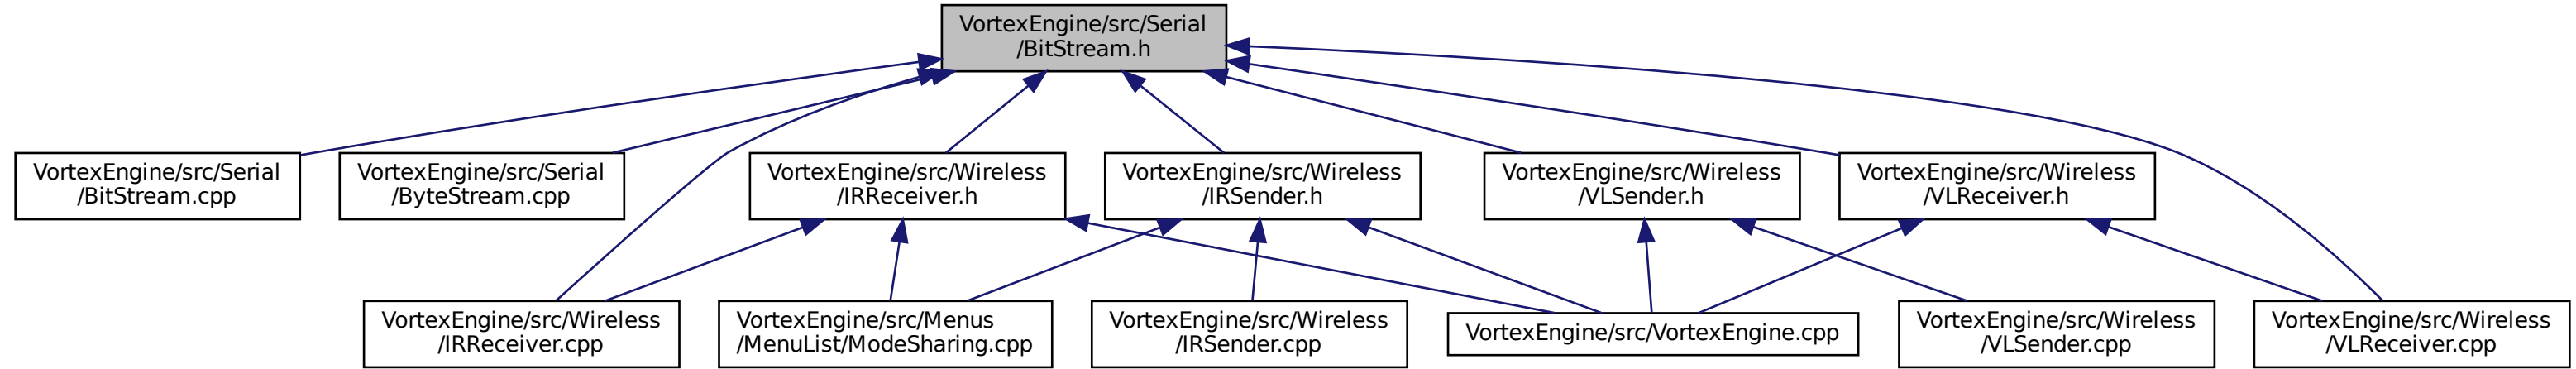 VortexEngine/src/Serial
/BitStream.h
VortexEngine/src/Serial
/BitStream.cpp
VortexEngine/src/Serial
/ByteStream.cpp
VortexEngine/src/Wireless
/IRReceiver.h
VortexEngine/src/Wireless
/IRSender.h
VortexEngine/src/Wireless
/VLSender.h
VortexEngine/src/Wireless
/VLReceiver.h
VortexEngine/src/Wireless
/IRReceiver.cpp
VortexEngine/src/Menus
/MenuList/ModeSharing.cpp
VortexEngine/src/Wireless
/IRSender.cpp
VortexEngine/src/VortexEngine.cpp
VortexEngine/src/Wireless
/VLSender.cpp
VortexEngine/src/Wireless
/VLReceiver.cpp